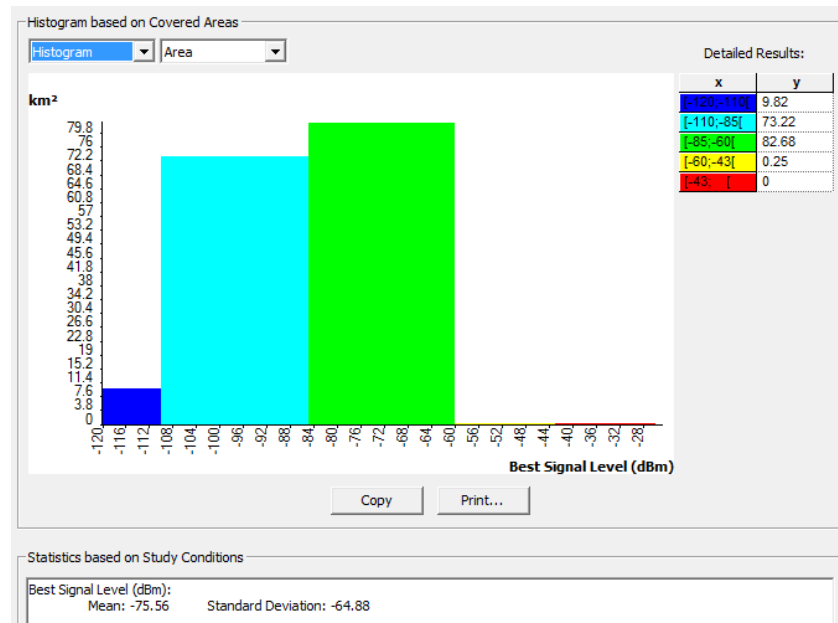 Histogram based on Covered Areas
Histogram Area
Detailed Results:
km²
x y
[-120;-110[ 9.82
[-110;-85[ 73.22
[-85;-60[ 82.68
[-60;-43[ 0.25
[-43; [ 0
79.8
76
72.2
68.4
64.6
60.8
57
53.2
49.4
45.6
41.8
38
34.2
30.4
26.6
22.8
19
15.2
11.4
7.6
3.8
0
-120 -116 -112 -108 -104 -100 -96 -92 -88 -84 -80 -76 -72 -68 -64 -60 -56 -52 -48 -44 -40 -36 -32 -28
Best Signal Level (dBm)
Copy Print...
Statistics based on Study Conditions
Best Signal Level (dBm):
Mean: -75.56 Standard Deviation: -64.88